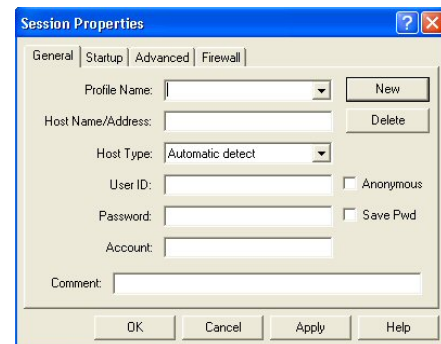 Session Properties
General Startup Advanced Firewall
Profile Name: New
Host Name/Address: Delete
Host Type: Automatic detect
User ID: Anonymous
Password: Save Pwd
Account:
Comment:
OK Cancel Apply Help